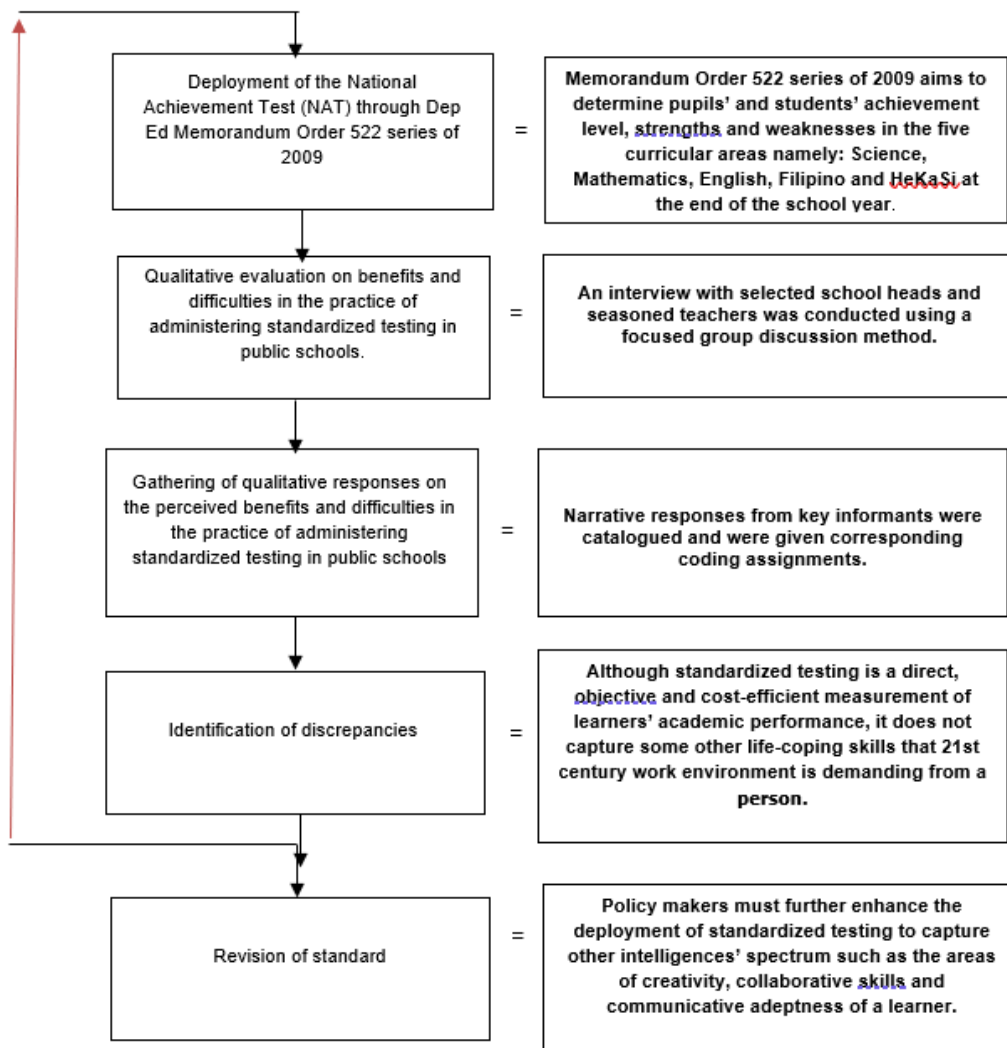 Deployment of the National
Achievement Test (NAT) through Dep
Ed Memorandum Order 522 series of
2009
=
Memorandum Order 522 series of 2009 aims to
determine pupils’ and students’ achievement
level, strengths and weaknesses in the five
curricular areas namely: Science,
Mathematics, English, Filipino and HeKaSi at
the end of the school year.
Qualitative evaluation on benefits and
difficulties in the practice of
administering standardized testing in
public schools.
=
An interview with selected school heads and
seasoned teachers was conducted using a
focused group discussion method.
Gathering of qualitative responses on
the perceived benefits and difficulties in
the practice of administering
standardized testing in public schools
=
Narrative responses from key informants were
catalogued and were given corresponding
coding assignments.
Identification of discrepancies
=
Although standardized testing is a direct,
objective and cost-efficient measurement of
learners’ academic performance, it does not
capture some other life-coping skills that 21st
century work environment is demanding from a
person.
Revision of standard
=
Policy makers must further enhance the
deployment of standardized testing to capture
other intelligences’ spectrum such as the areas
of creativity, collaborative skills and
communicative adeptness of a learner.